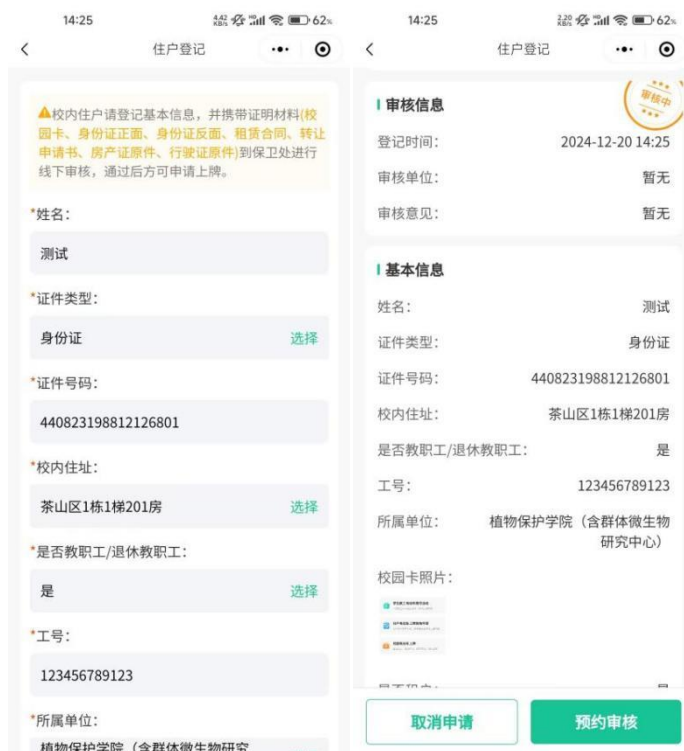 14:25
4.42 KB/s HD 5G 62%
住户登记
校内住户请登记基本信息，并携带证明材料(校
园卡、身份证正面、身份证反面、租赁合同、转让
申请书、房产证原件、行驶证原件)到保卫处进行
线下审核，通过后方可申请上牌。
*姓名：
测试
*证件类型：
身份证 选择
*证件号码：
440823198812126801
*校内住址：
茶山区1栋1梯201房 选择
*是否教职工/退休教职工：
是 选择
*工号：
123456789123
*所属单位：
植物保护学院（含群体微生物研究
14:25
2.20 KB/s HD 5G 62%
住户登记
审核中
审核信息
登记时间： 2024-12-20 14:25
审核单位： 暂无
审核意见： 暂无
基本信息
姓名： 测试
证件类型： 身份证
证件号码： 440823198812126801
校内住址： 茶山区1栋1梯201房
是否教职工/退休教职工： 是
工号： 123456789123
所属单位： 植物保护学院（含群体微生物
研究中心）
校园卡照片：
取消申请 预约审核